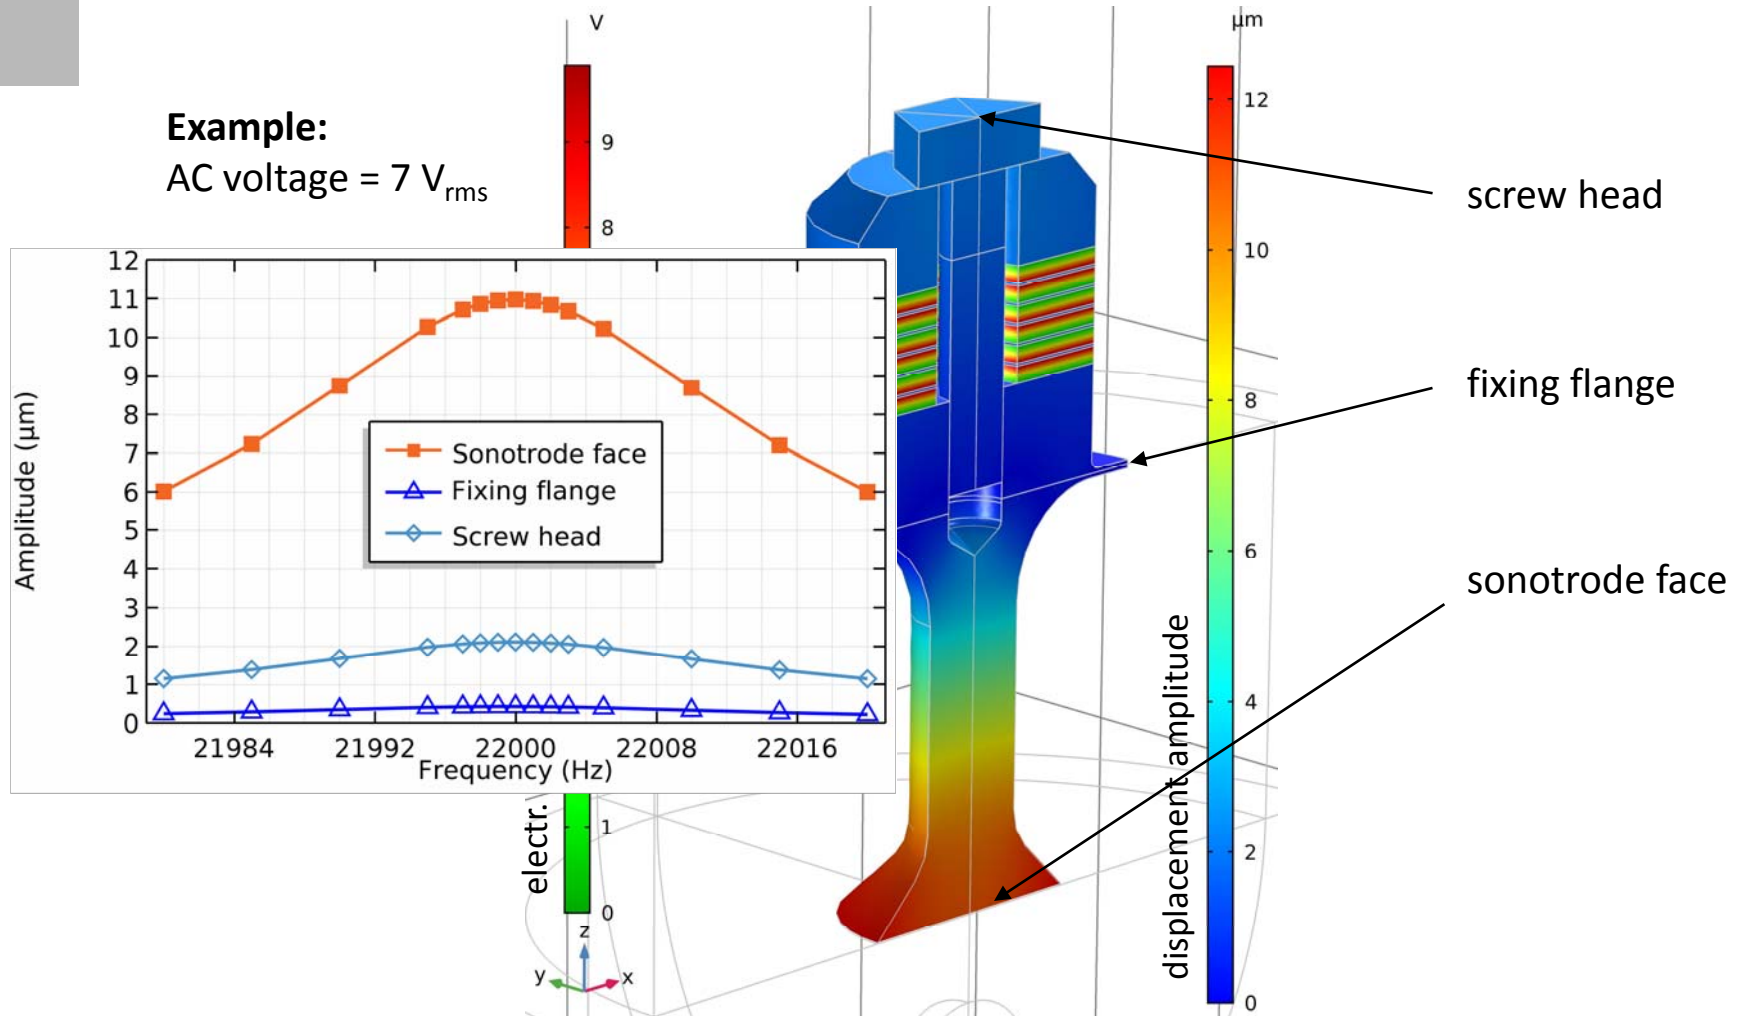 Example:
AC voltage = 7 Vrms
V
9
8
1
0
electr.
12
11
10
9
8
7
6
5
4
3
2
1
0
Amplitude (μm)
Sonotrode face
Fixing flange
Screw head
21984 21992 22000 22008 22016
Frequency (Hz)
z
y
x
μm
12
10
8
6
4
2
0
displacement amplitude
screw head
fixing flange
sonotrode face